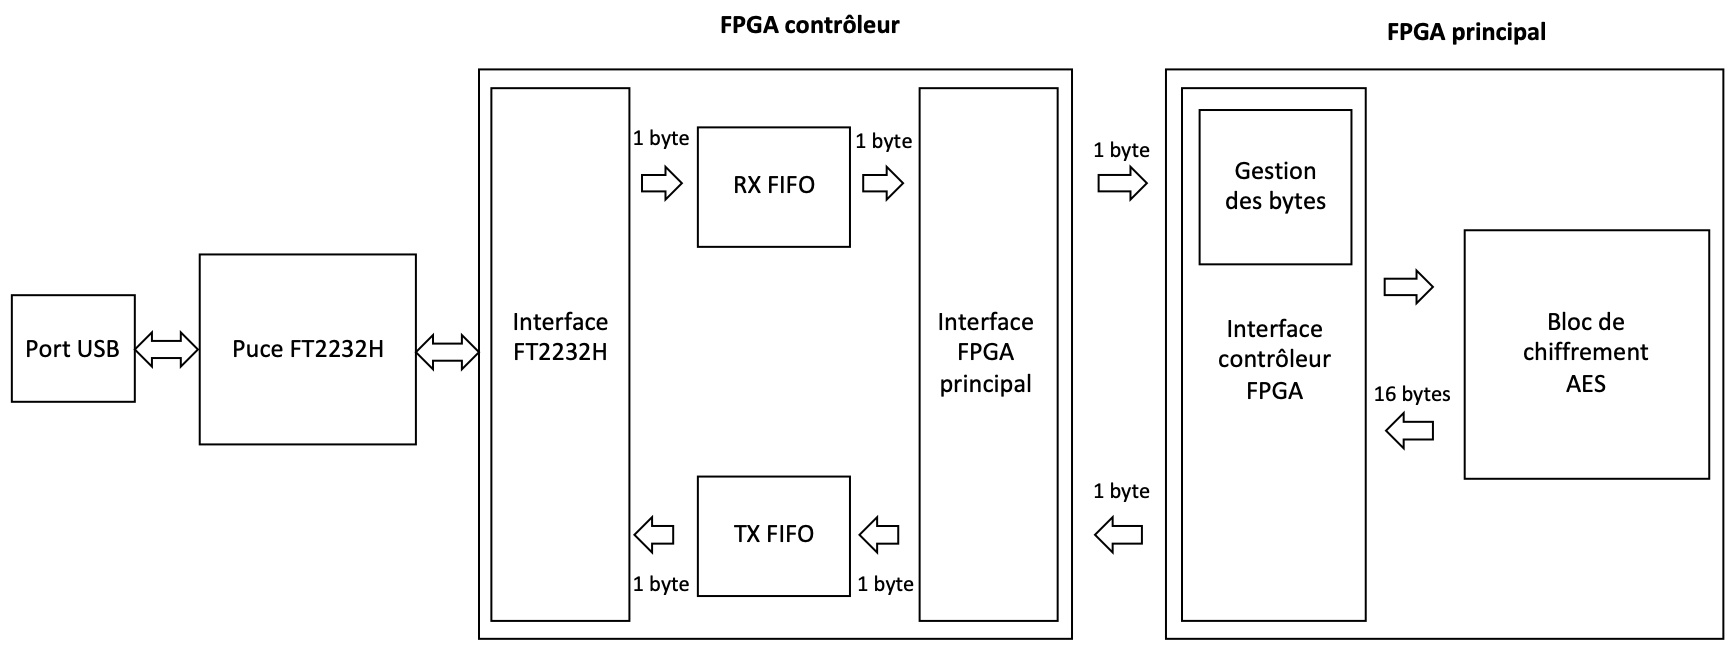 FPGA contrôleur
FPGA principal
1 byte
1 byte
1 byte
RX FIFO
Gestion
des bytes
Port USB
Puce FT2232H
Interface
FT2232H
Interface
FPGA
principal
Interface
contrôleur
FPGA
Bloc de
chiffrement
AES
16 bytes
1 byte
TX FIFO
1 byte
1 byte